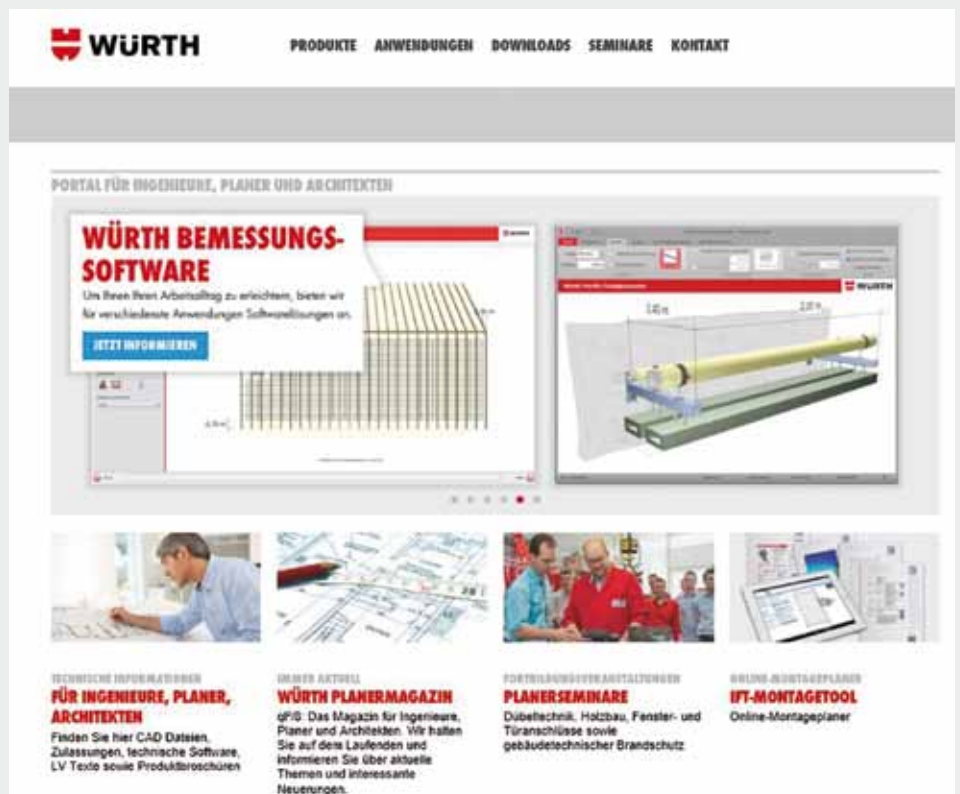 WÜRTH
PRODUKTE ANWENDUNGEN DOWNLOADS SEMINARE KONTAKT
PORTAL FÜR INGENIEURE, PLANER UND ARCHITEKTEN
WÜRTH BEMESSUNGS-
SOFTWARE
Um Ihnen Ihren Arbeitsalltag zu erleichtern, bieten wir
für verschiedenste Anwendungen Softwarelösungen an.
JETZT INFORMIEREN
WÜRTH
TECHNISCHE INFORMATIONEN
FÜR INGENIEURE, PLANER,
ARCHITEKTEN
Finden Sie hier CAD Dateien,
Zulassungen, technische Software,
LV Texte sowie Produktbroschüren
IMMER AKTUELL
WÜRTH PLANERMAGAZIN
Das Magazin für Ingenieure,
Planer und Architekten. Wir halten
Sie auf dem Laufenden und
informieren Sie über aktuelle
Themen und interessante
Neuerungen.
FORTBILDUNGSVERANSTALTUNGEN
PLANERSEMINARE
Dübeltechnik, Holzbau, Fenster- und
Türanschlüsse sowie
gebäudetechnischer Brandschutz
ONLINE-MONTAGEPLANER
IFT-MONTAGETOOL
Online-Montageplaner